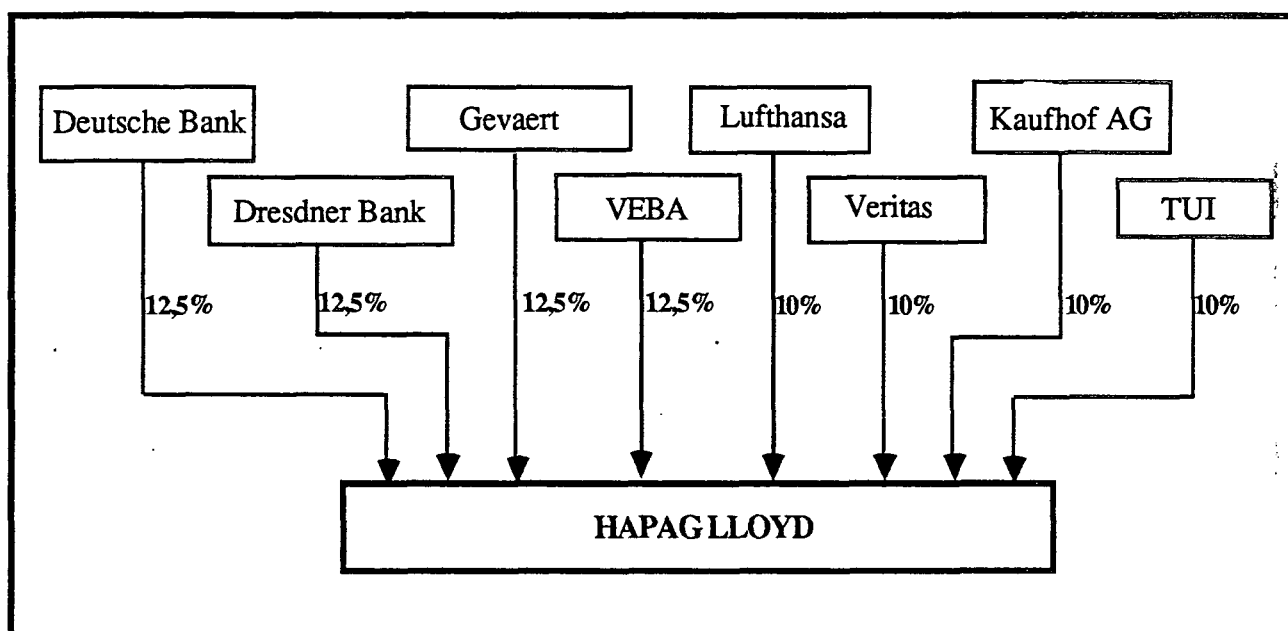 Deutsche Bank
Gevaert
Lufthansa
Kaufhof AG
Dresdner Bank
VEBA
Veritas
TUI
12,5%
12,5%
12,5%
12,5%
10%
10%
10%
10%
HAPAG LLOYD